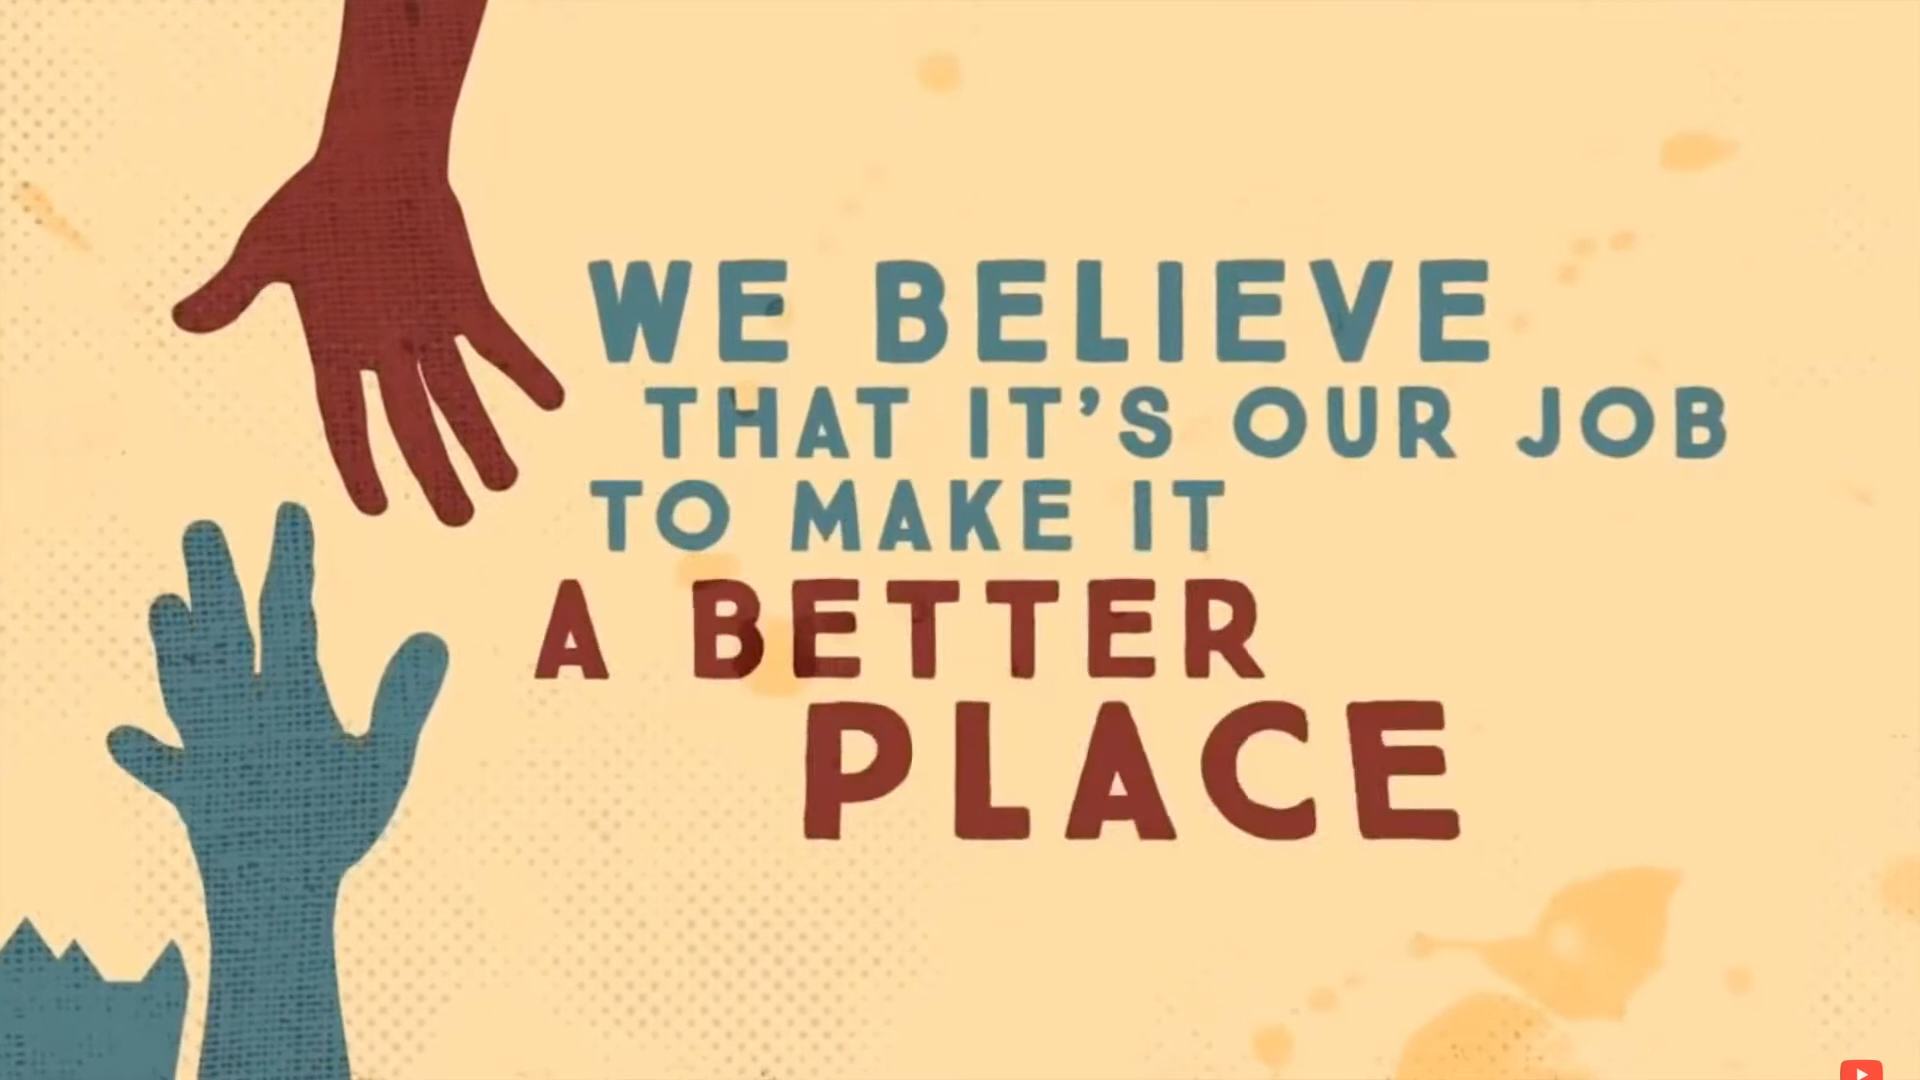 WE BELIEVE
THAT IT'S OUR JOB
TO MAKE IT
A BETTER
PLACE